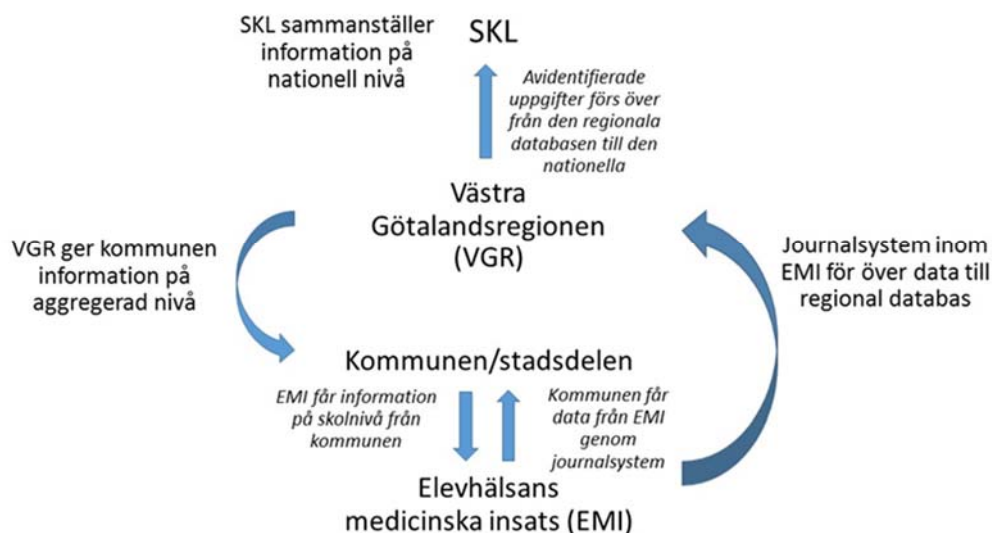 SKL sammanställer
information på
nationell nivå
SKL
Avidentifierade
uppgifter förs över
från den regionala
databasen till den
nationella
Västra
Götalandsregionen
(VGR)
VGR ger kommunen
information på
aggregerad nivå
Journalsystem inom
EMI för över data till
regional databas
Kommunen/stadsdelen
EMI får information
på skolnivå från
kommunen
Kommunen får
data från EMI
genom
journalsystem
Elevhälsans
medicinska insats (EMI)